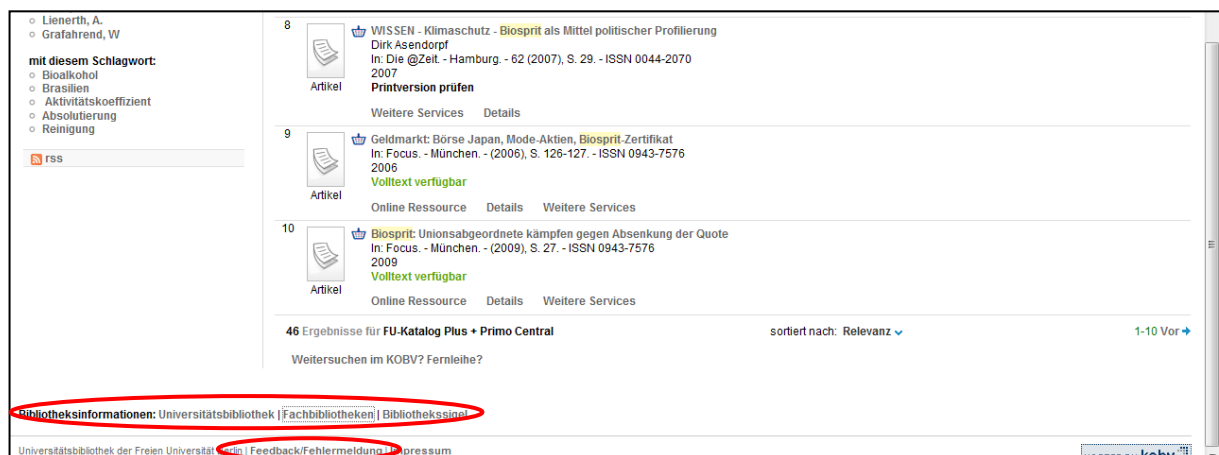 Lienerth, A.
Grafahrend, W
mit diesem Schlagwort:
Bioalkohol
Brasilien
Aktivitätskoeffizient
Absolutierung
Reinigung
rss
8
WISSEN - Klimaschutz - Biosprit als Mittel politischer Profilierung
Dirk Asendorpf
In: Die @Zeit. - Hamburg. - 62 (2007), S. 29. - ISSN 0044-2070
2007
Artikel
Printversion prüfen
Weitere Services Details
9
Geldmarkt: Börse Japan, Mode-Aktien, Biosprit-Zertifikat
In: Focus. - München. - (2006), S. 126-127. - ISSN 0943-7576
2006
Volltext verfügbar
Artikel
Online Ressource Details Weitere Services
10
Biosprit: Unionsabgeordnete kämpfen gegen Absenkung der Quote
In: Focus. - München. - (2009), S. 27. - ISSN 0943-7576
2009
Volltext verfügbar
Artikel
Online Ressource Details Weitere Services
46 Ergebnisse für FU-Katalog Plus + Primo Central sortiert nach: Relevanz 1-10 Vor
Weitersuchen im KOBV? Fernleihe?
Bibliotheksinformationen: Universitätsbibliothek | Fachbibliotheken | Bibliothekssigel
Universitätsbibliothek der Freien Universität Berlin | Feedback/Fehlermeldung | Impressum
kobv